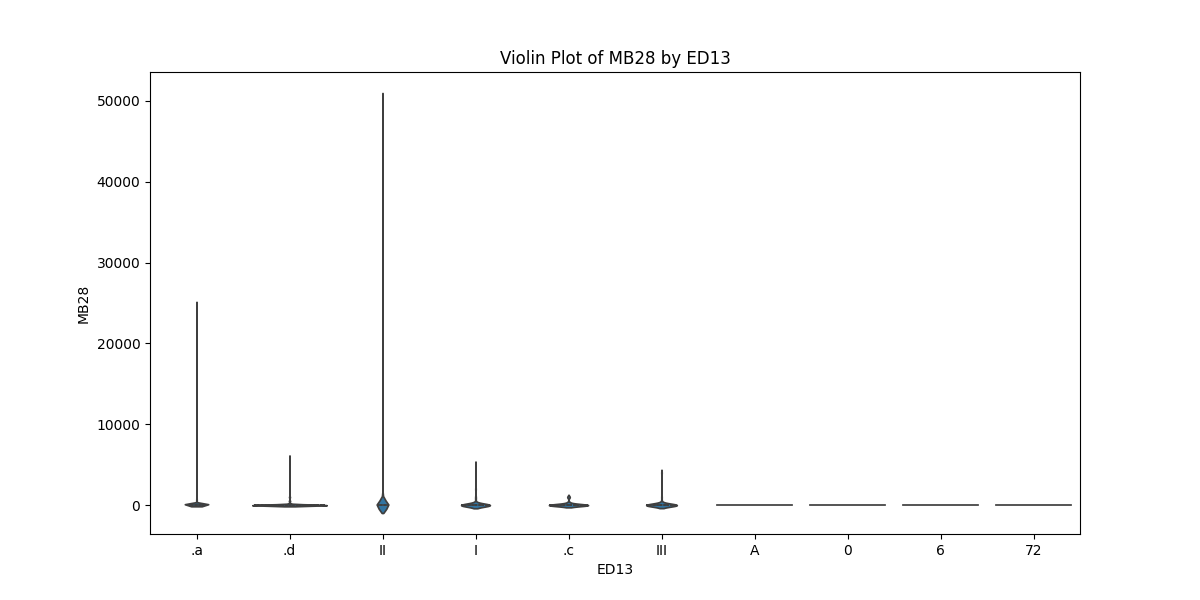 Violin Plot of MB28 by ED13
50000
40000
30000
20000
10000
0
MB28
.a .d II I .c III A 0 6 72
ED13